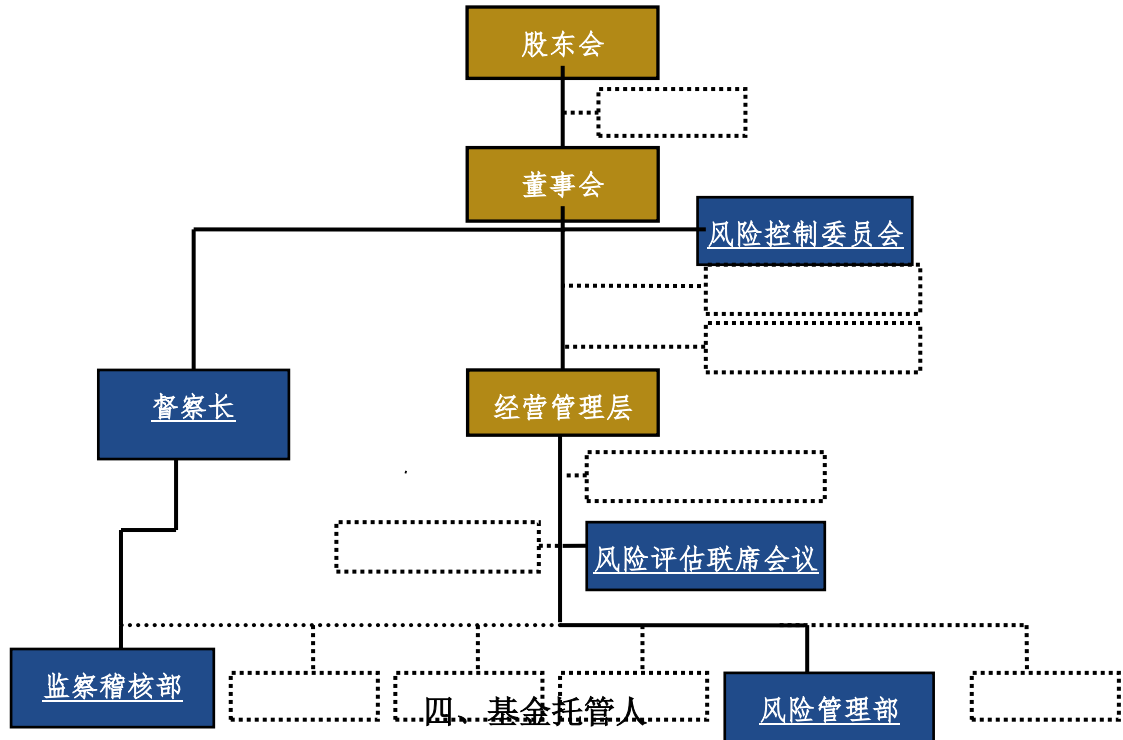 股东会
董事会
风险控制委员会
督察长
经营管理层
风险评估联席会议
监察稽核部
风险管理部
四、基金托管人